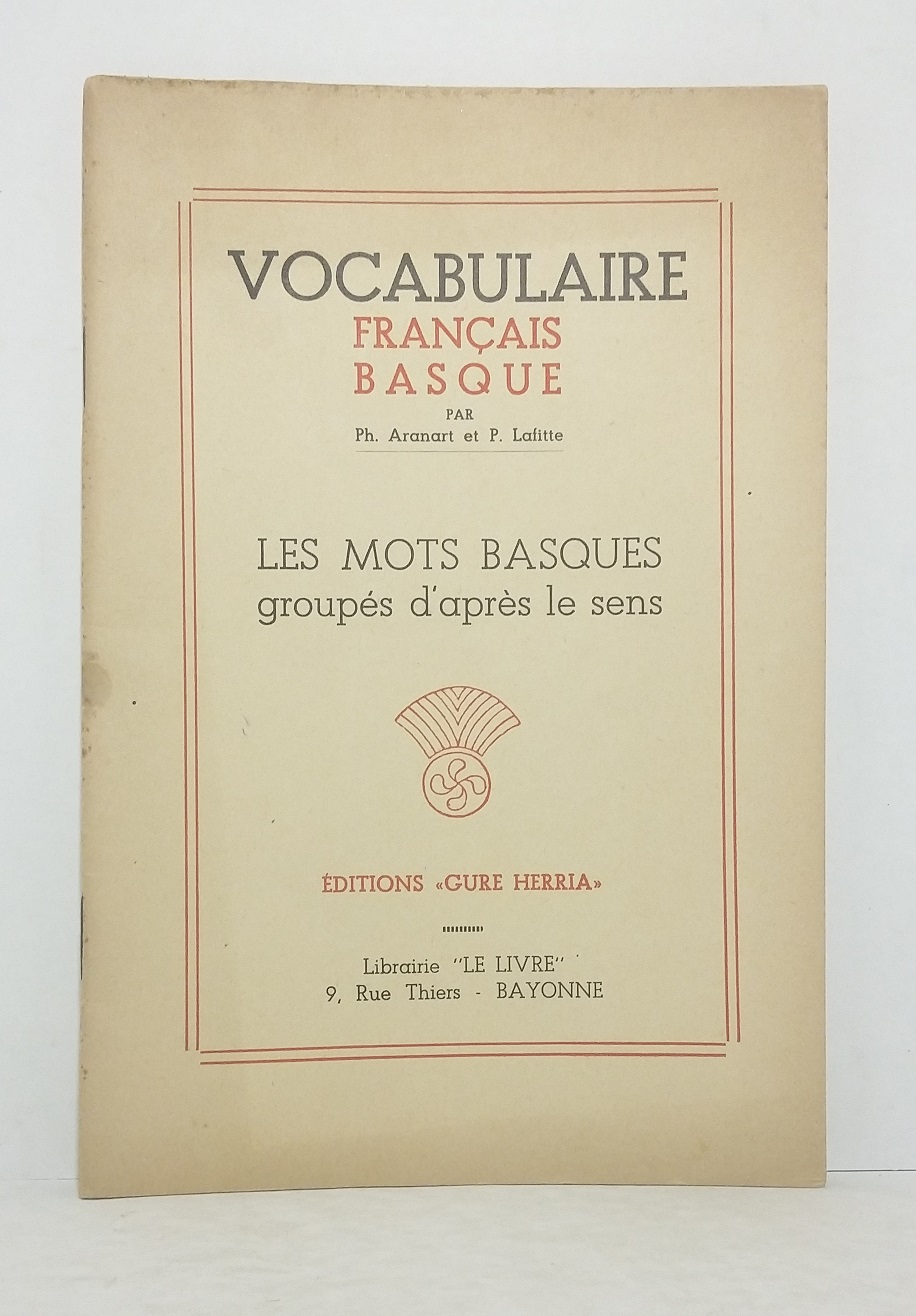 VOCABULAIRE
FRANÇAIS
BASQUE
PAR
Ph. Aranart et P. Lafitte
LES MOTS BASQUES
groupés d'après le sens
ÉDITIONS «GURE HERRIA»
Librairie "LE LIVRE"
9, Rue Thiers - BAYONNE